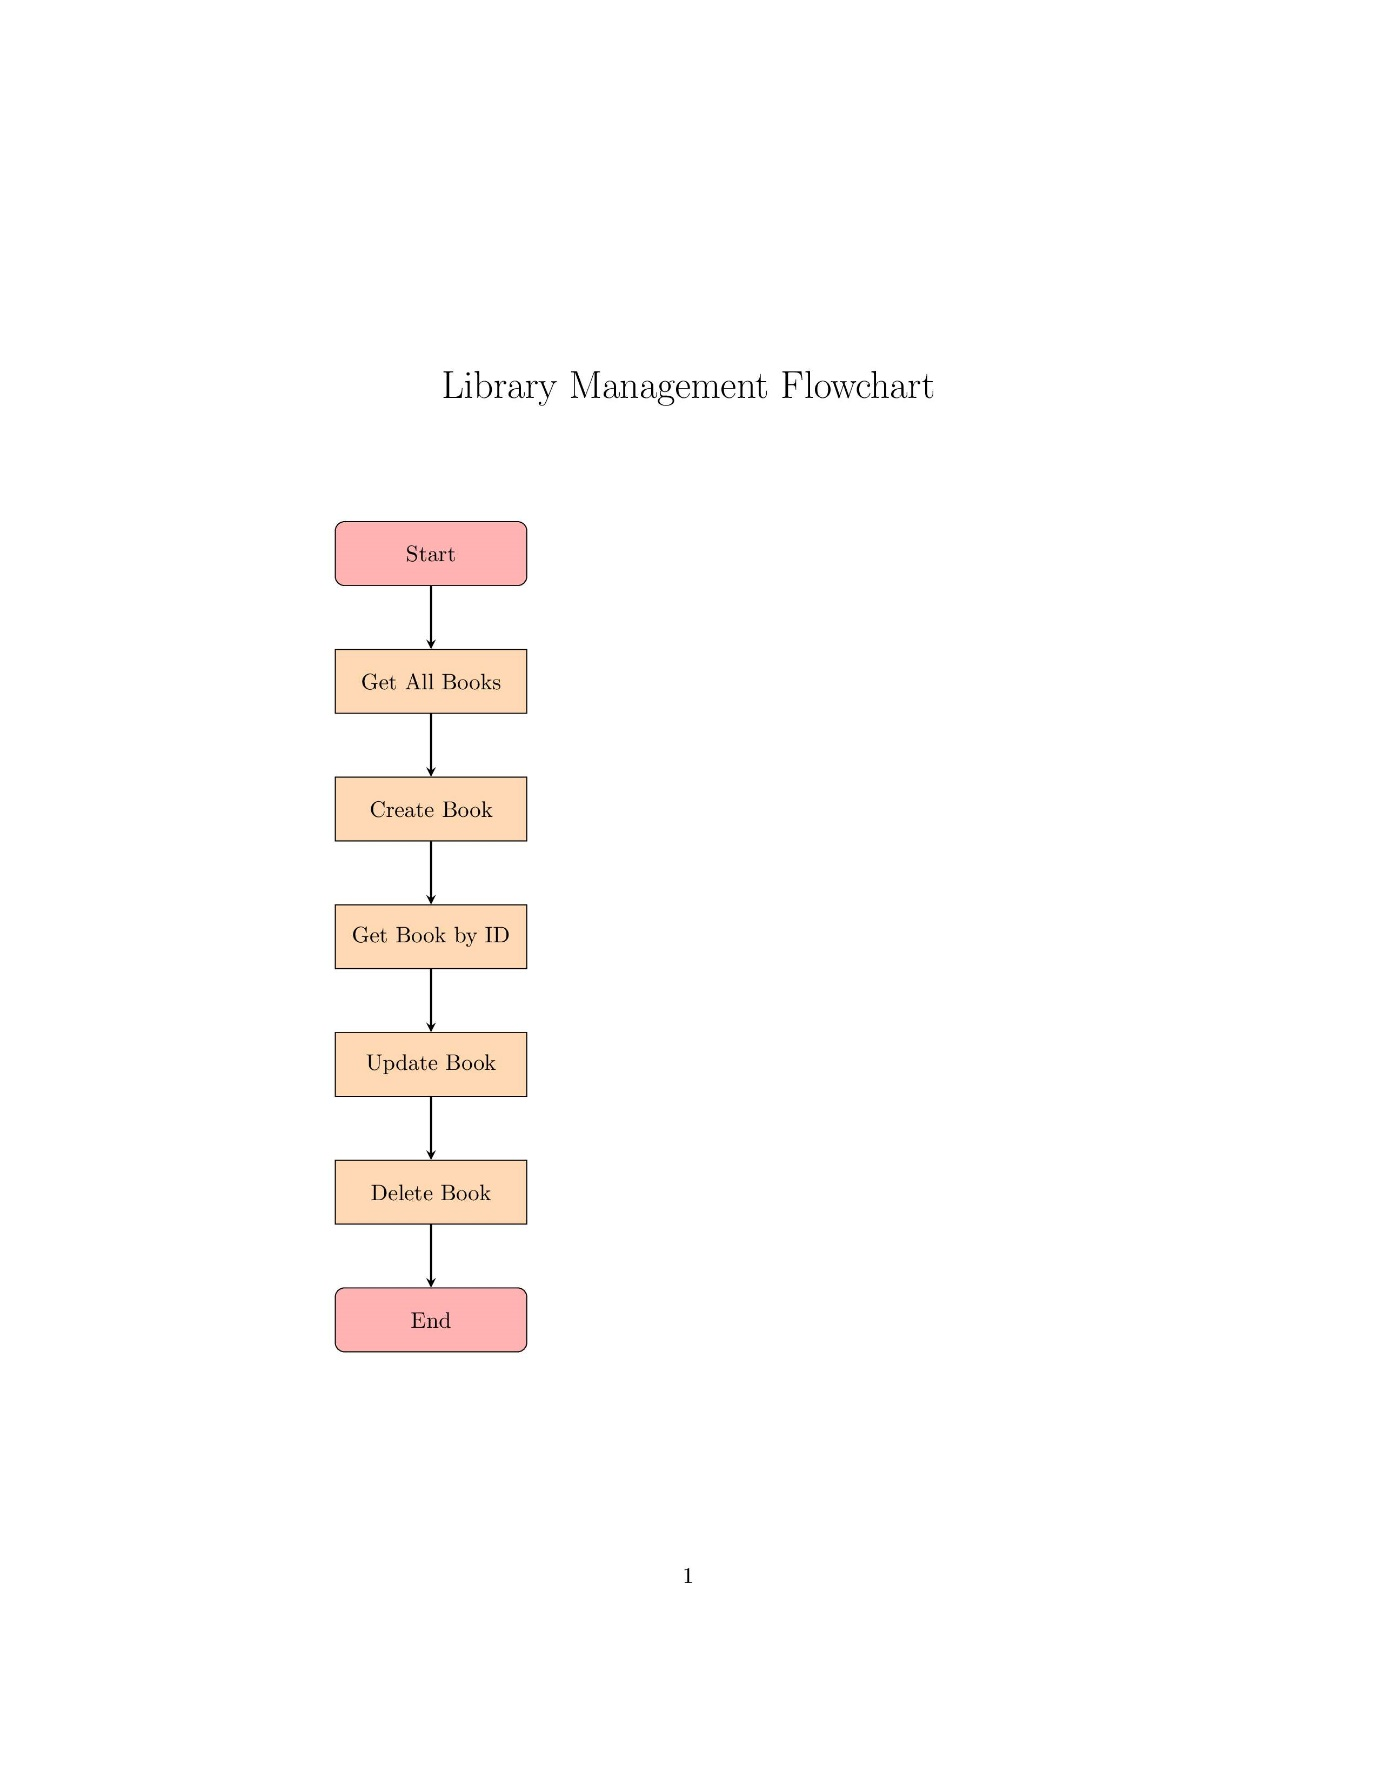 Library Management Flowchart
Start
Get All Books
Create Book
Get Book by ID
Update Book
Delete Book
End
1